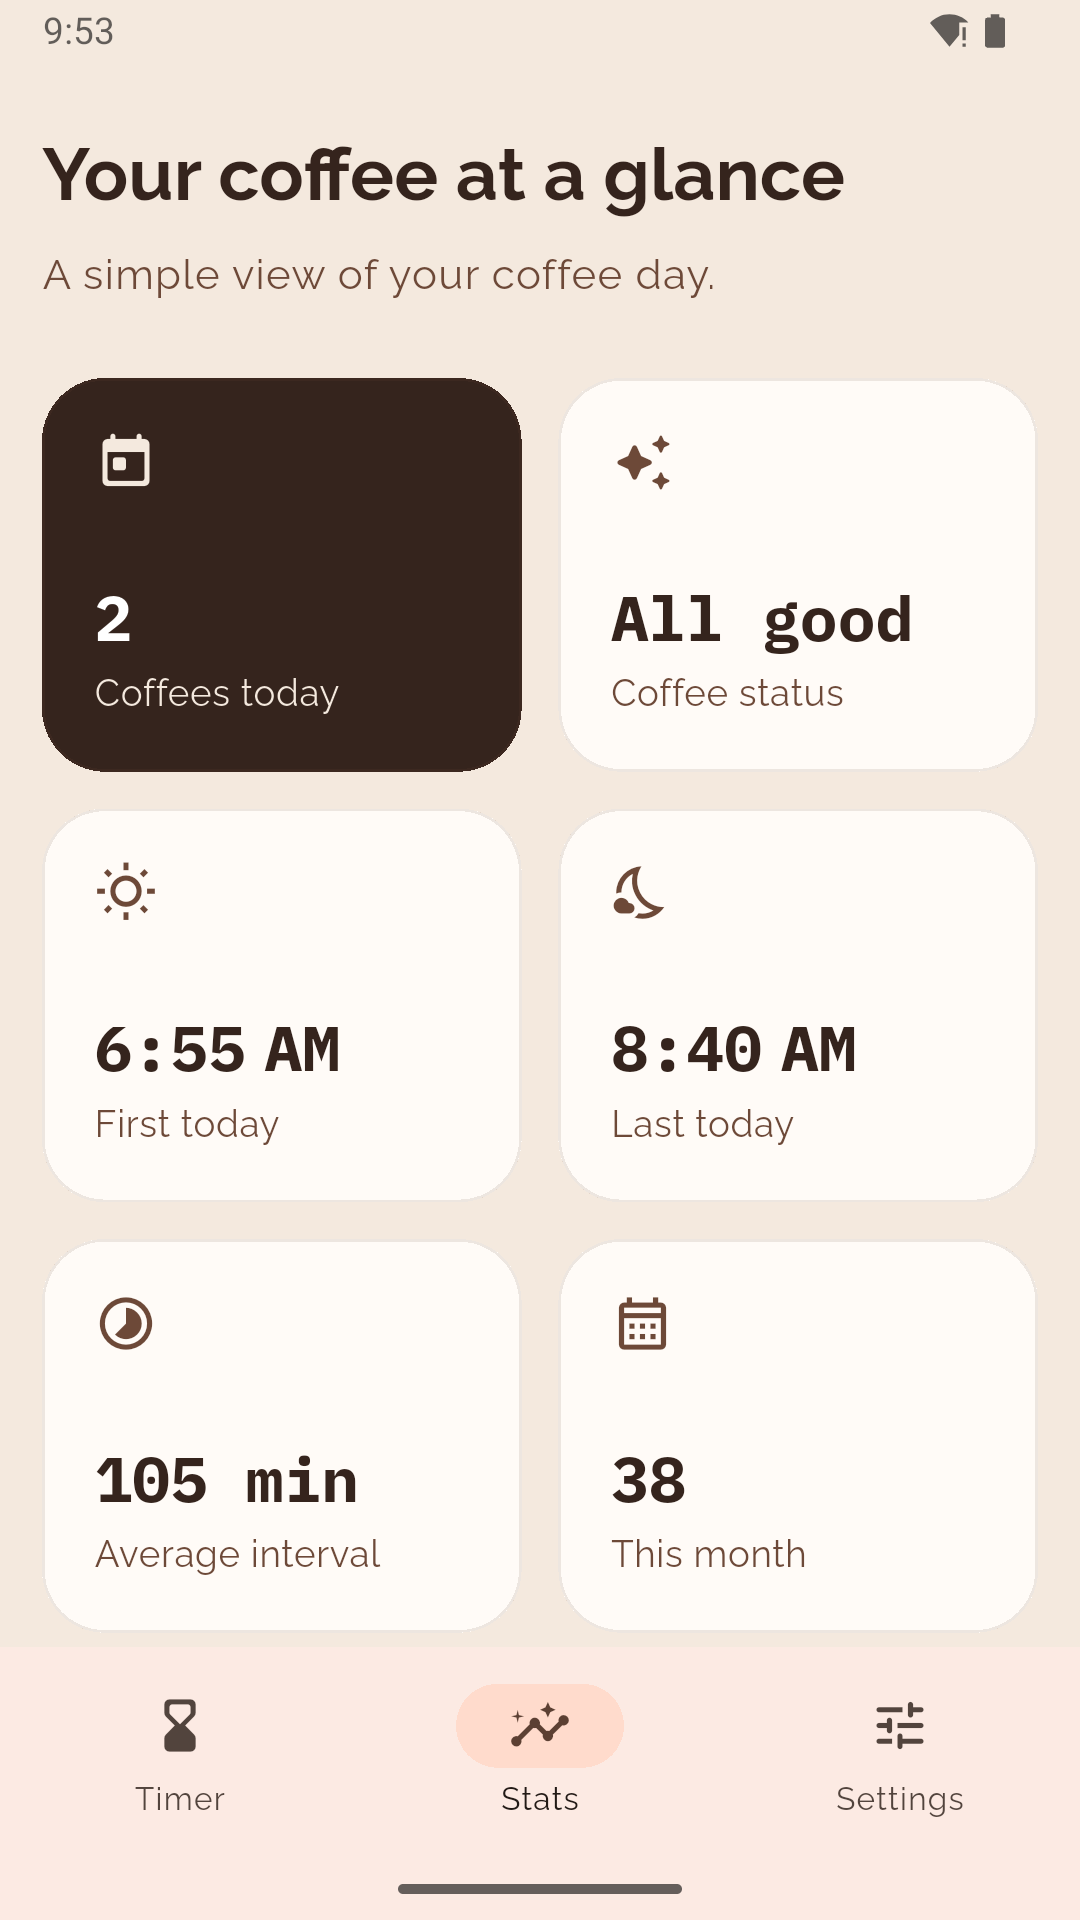 9:53
Your coffee at a glance
A simple view of your coffee day.
2
Coffees today
All good
Coffee status
6:55 AM
First today
8:40 AM
Last today
105 min
Average interval
38
This month
Timer
Stats
Settings